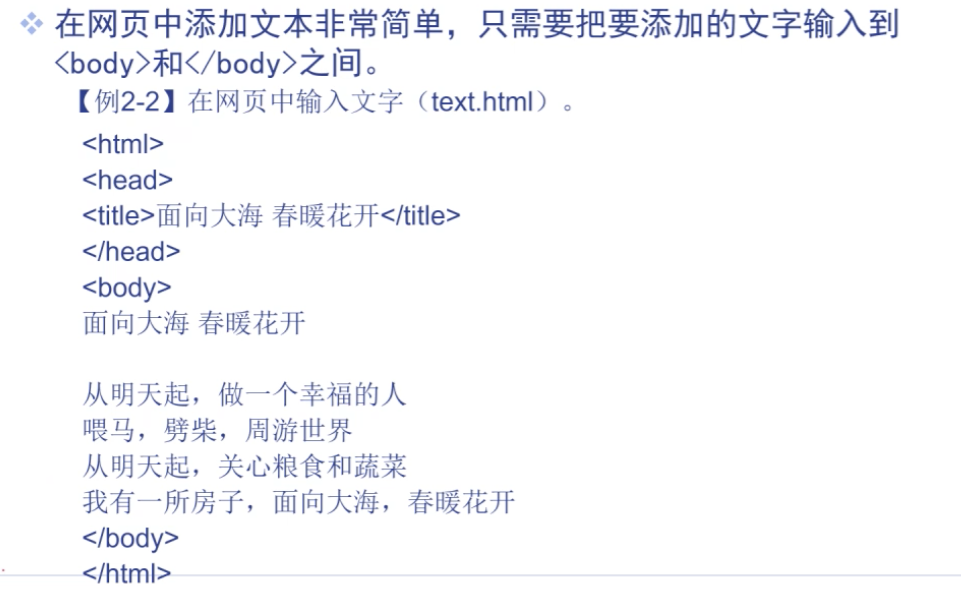 在网页中添加文本非常简单，只需要把要添加的文字输入到
<body>和</body>之间。
【例2-2】在网页中输入文字（text.html）。
<html>
<head>
<title>面向大海 春暖花开</title>
</head>
<body>
面向大海 春暖花开
从明天起，做一个幸福的人
喂马，劈柴，周游世界
从明天起，关心粮食和蔬菜
我有一所房子，面向大海，春暖花开
</body>
</html>